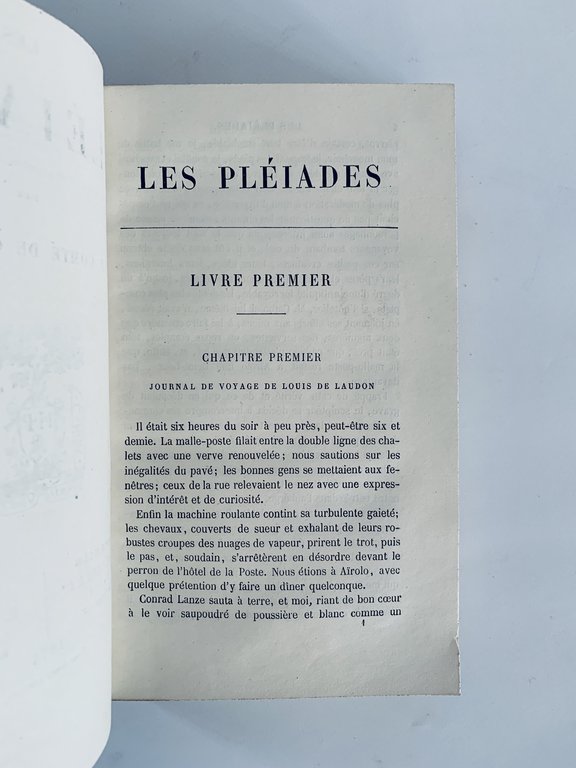 LES PLÉIADES
LIVRE PREMIER
CHAPITRE PREMIER
JOURNAL DE VOYAGE DE LOUIS DE LAUDON
Il était six heures du soir à peu près, peut-être six et
demie. La malle-poste filait entre la double ligne des cha-
lets avec une verve renouvelée; nous sautions sur les
inégalités du pavé; les bonnes gens se mettaient aux fe-
nêtres; ceux de la rue relevaient le nez avec une expres-
sion d'intérêt et de curiosité.
Enfin la machine roulante contint sa turbulente gaieté;
les chevaux, couverts de sueur et exhalant de leurs ro-
bustes croupes des nuages de vapeur, prirent le trot, puis
le pas, et, soudain, s'arrêtèrent en désordre devant le
perron de l'hôtel de la Poste. Nous étions à Aïrolo, avec
quelque prétention d'y faire un dîner quelconque.
Conrad Lanze sauta à terre, et moi, riant de bon cœur
à le voir saupoudré de poussière et blanc comme un
1